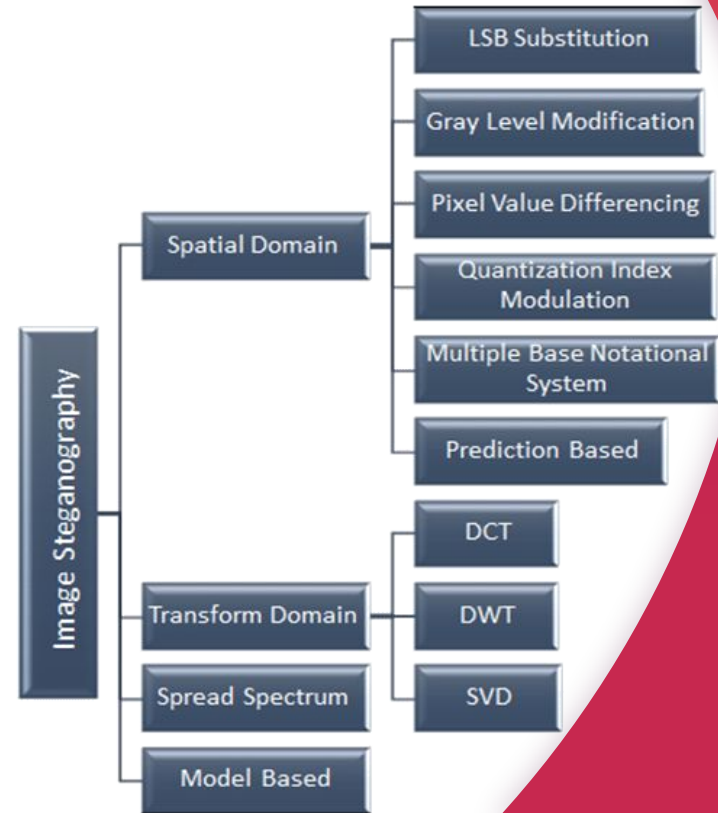 Image Steganography
Spatial Domain
LSB Substitution
Gray Level Modification
Pixel Value Differencing
Quantization Index
Modulation
Multiple Base Notational
System
Prediction Based
Transform Domain
DCT
DWT
SVD
Spread Spectrum
Model Based